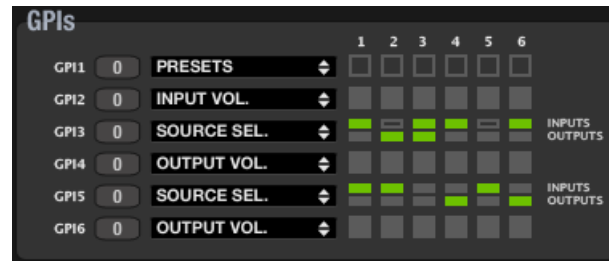 GPIs
1 2 3 4 5 6
GPI1 0 PRESETS
GPI2 0 INPUT VOL.
GPI3 0 SOURCE SEL. INPUTS
OUTPUTS
GPI4 0 OUTPUT VOL.
GPI5 0 SOURCE SEL. INPUTS
OUTPUTS
GPI6 0 OUTPUT VOL.